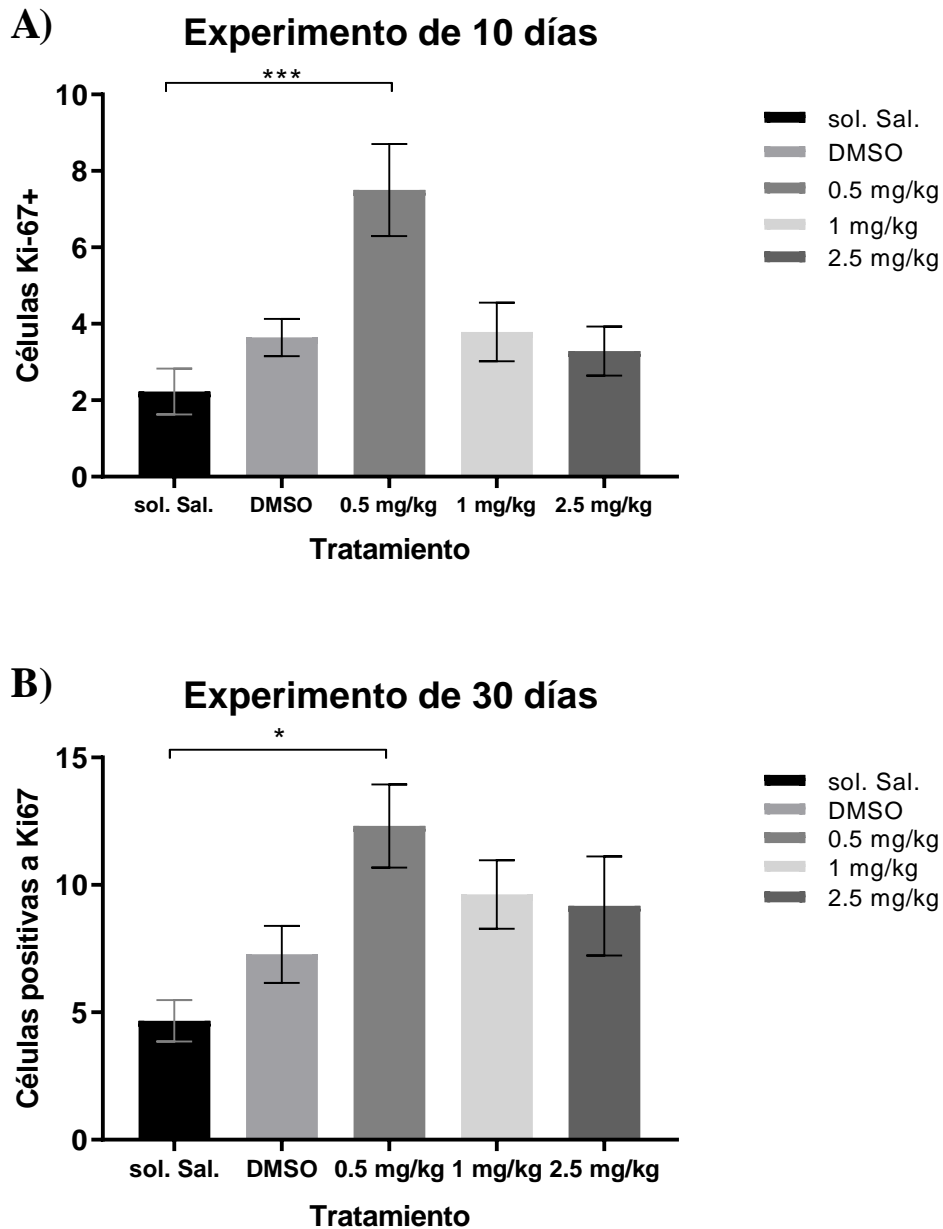 A)
Experimento de 10 días
***
10
8
6
4
2
0
Células Ki-67+
sol. Sal.
DMSO
0.5 mg/kg
1 mg/kg
2.5 mg/kg
Tratamiento
sol. Sal.
DMSO
0.5 mg/kg
1 mg/kg
2.5 mg/kg
B)
Experimento de 30 días
*
15
10
5
0
Células positivas a Ki67
sol. Sal.
DMSO
0.5 mg/kg
1 mg/kg
2.5 mg/kg
Tratamiento
sol. Sal.
DMSO
0.5 mg/kg
1 mg/kg
2.5 mg/kg